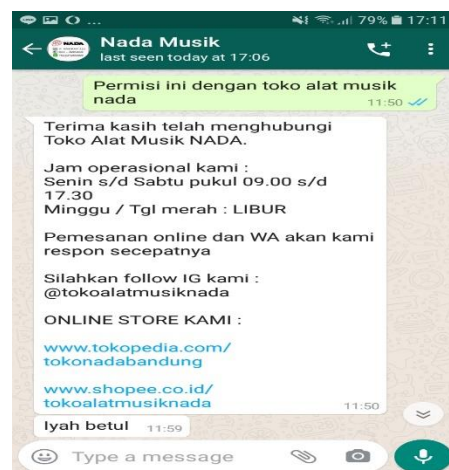 79% 17:11
NADA
Nada Musik
last seen today at 17:06
Permisi ini dengan toko alat musik
nada
11:50
Terima kasih telah menghubungi
Toko Alat Musik NADA.
Jam operasional kami :
Senin s/d Sabtu pukul 09.00 s/d
17.30
Minggu / Tgl merah : LIBUR
Pemesanan online dan WA akan kami
respon secepatnya
Silahkan follow IG kami :
@tokoalatmusiknada
ONLINE STORE KAMI :
www.tokopedia.com/
tokonadabandung
www.shopee.co.id/
tokoalatmusiknada
11:50
Iyah betul 11:59
Type a message